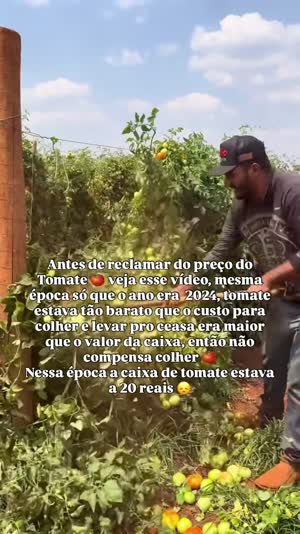 Antes de reclamar do preço do
Tomate 🍅 veja esse vídeo, mesma
época só que o ano era 2024, tomate
estava tão barato que o custo para
colher e levar pro ceasa era maior
que o valor da caixa, então não
compensa colher 🍅
Nessa época a caixa de tomate estava
a 20 reais 🥲